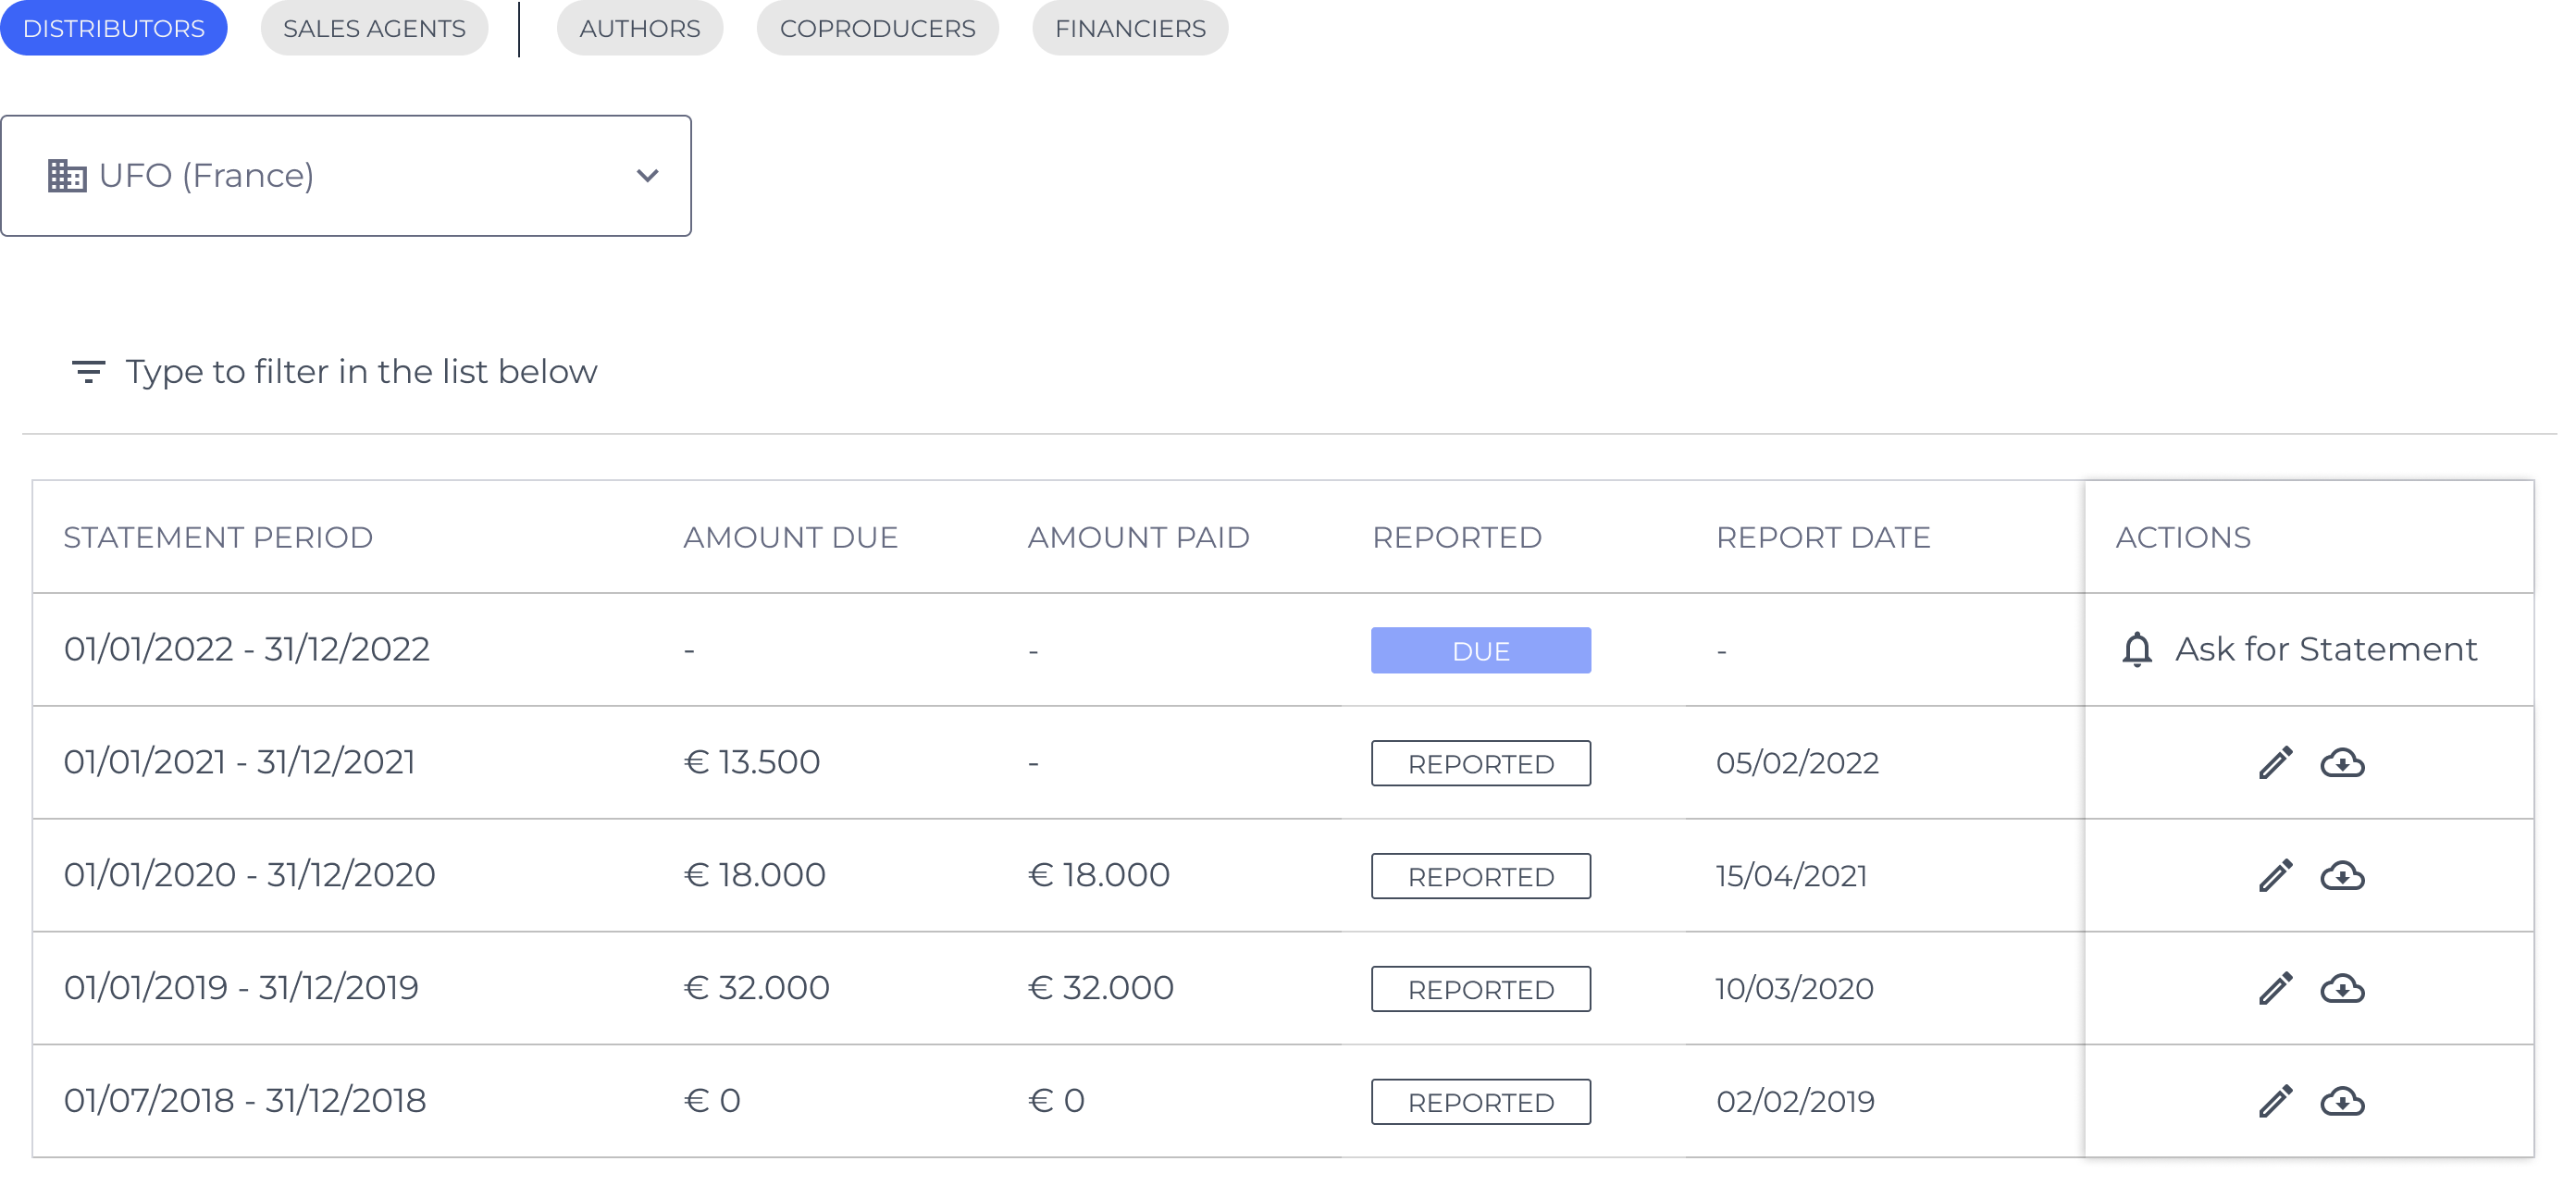 DISTRIBUTORS SALES AGENTS AUTHORS COPRODUCERS FINANCIERS
UFO (France)
Type to filter in the list below
STATEMENT PERIOD AMOUNT DUE AMOUNT PAID REPORTED REPORT DATE ACTIONS
01/01/2022 - 31/12/2022 - - DUE - Ask for Statement
01/01/2021 - 31/12/2021 € 13.500 - REPORTED 05/02/2022
01/01/2020 - 31/12/2020 € 18.000 € 18.000 REPORTED 15/04/2021
01/01/2019 - 31/12/2019 € 32.000 € 32.000 REPORTED 10/03/2020
01/07/2018 - 31/12/2018 € 0 € 0 REPORTED 02/02/2019